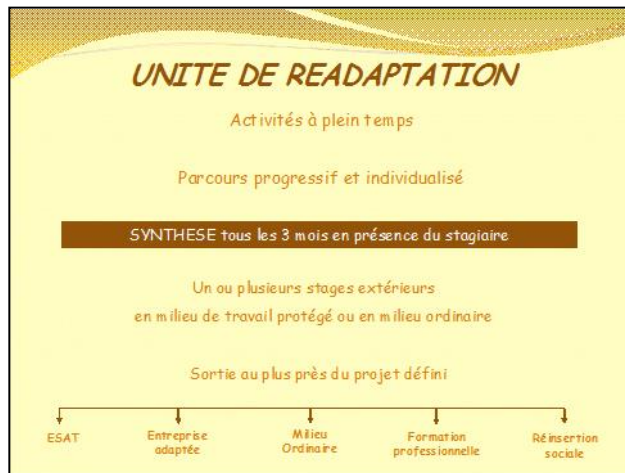 UNITE DE READAPTATION
Activités à plein temps
Parcours progressif et individualisé
SYNTHESE tous les 3 mois en présence du stagiaire
Un ou plusieurs stages extérieurs
en milieu de travail protégé ou en milieu ordinaire
Sortie au plus près du projet défini
ESAT
Entreprise
adaptée
Milieu
Ordinaire
Formation
professionnelle
Réinsertion
sociale